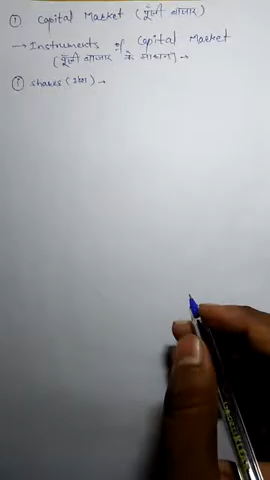 ① Capital Market (पूँजी बाजार)
→ Instruments of Capital Market
(पूँजी बाजार के साधन) →
① shares (अंश) →